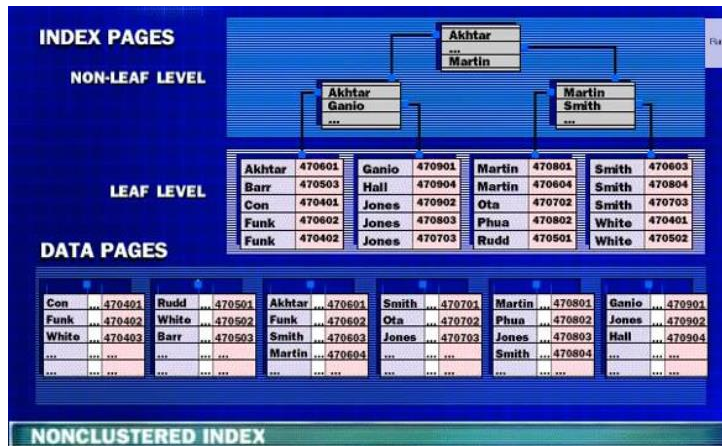 INDEX PAGES
NON-LEAF LEVEL
Akhtar
...
Martin
Akhtar
Ganio
...
Martin
Smith
...
LEAF LEVEL
Akhtar 470601
Barr 470503
Con 470401
Funk 470602
Funk 470402
Ganio 470901
Hall 470904
Jones 470902
Jones 470803
Jones 470703
Martin 470801
Martin 470604
Ota 470702
Phua 470802
Rudd 470501
Smith 470603
Smith 470804
Smith 470703
White 470401
White 470502
DATA PAGES
Con ... 470401
Funk ... 470402
White ... 470403
... ... ...
... ... ...
Rudd ... 470501
White ... 470502
Barr ... 470503
... ... ...
... ... ...
Akhtar ... 470601
Funk ... 470602
Smith ... 470603
Martin ... 470604
... ... ...
Smith ... 470701
Ota ... 470702
Jones ... 470703
... ... ...
... ... ...
Martin ... 470801
Phua ... 470802
Jones ... 470803
Smith ... 470804
... ... ...
Ganio ... 470901
Jones ... 470902
Hall ... 470904
... ... ...
... ... ...
NONCLUSTERED INDEX